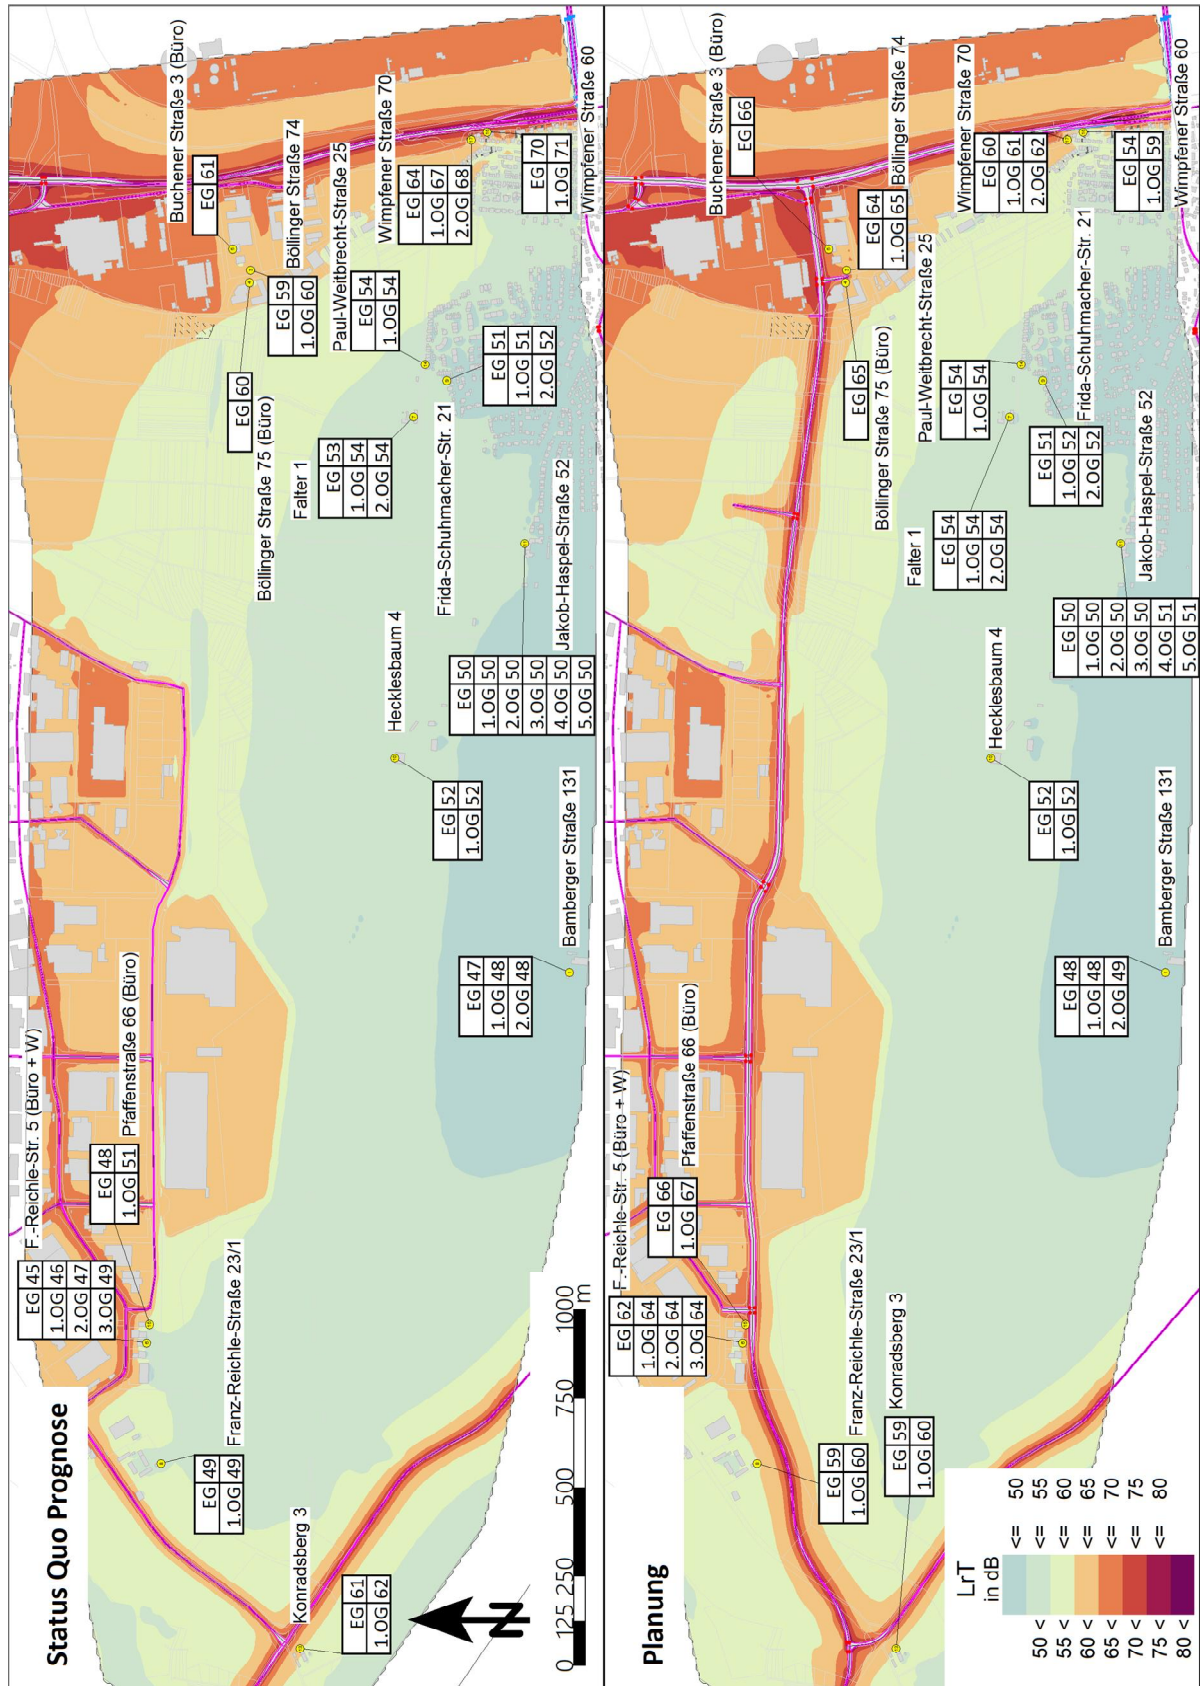 Status Quo Prognose
F.-Reichle-Str. 5 (Büro + W)
EG 45
1.OG 46
2.OG 47
3.OG 49
Pfaffenstraße 66 (Büro)
EG 48
1.OG 51
Franz-Reichle-Straße 23/1
EG 49
1.OG 49
Konradsberg 3
EG 61
1.OG 62
Bamberger Straße 131
EG 47
1.OG 48
2.OG 48
Hecklesbaum 4
EG 52
1.OG 52
Jakob-Haspel-Straße 52
EG 50
1.OG 50
2.OG 50
3.OG 50
4.OG 50
5.OG 50
Frida-Schuhmacher-Str. 21
EG 51
1.OG 51
2.OG 52
Falter 1
EG 53
1.OG 54
2.OG 54
Paul-Weitbrecht-Straße 25
EG 54
1.OG 54
Böllinger Straße 75 (Büro)
EG 60
Böllinger Straße 74
EG 59
1.OG 60
Buchener Straße 3 (Büro)
EG 61
Wimpfener Straße 70
EG 64
1.OG 67
2.OG 68
Wimpfener Straße 60
EG 70
1.OG 71
N
0 125 250 500 750 1000
m
Planung
F.-Reichle-Str. 5 (Büro + W)
EG 62
1.OG 64
2.OG 64
3.OG 64
Pfaffenstraße 66 (Büro)
EG 66
1.OG 67
Franz-Reichle-Straße 23/1
EG 59
1.OG 60
Konradsberg 3
EG 59
1.OG 60
Bamberger Straße 131
EG 48
1.OG 48
2.OG 49
Hecklesbaum 4
EG 52
1.OG 52
Jakob-Haspel-Straße 52
EG 50
1.OG 50
2.OG 50
3.OG 50
4.OG 51
5.OG 51
Frida-Schuhmacher-Str. 21
EG 51
1.OG 52
2.OG 52
Falter 1
EG 54
1.OG 54
2.OG 54
Paul-Weitbrecht-Straße 25
EG 54
1.OG 54
Böllinger Straße 75 (Büro)
EG 65
Böllinger Straße 74
EG 64
1.OG 65
Buchener Straße 3 (Büro)
EG 66
Wimpfener Straße 70
EG 60
1.OG 61
2.OG 62
Wimpfener Straße 60
EG 54
1.OG 59
LrT
in dB
<= 50
50 < <= 55
55 < <= 60
60 < <= 65
65 < <= 70
70 < <= 75
75 < <= 80
80 <